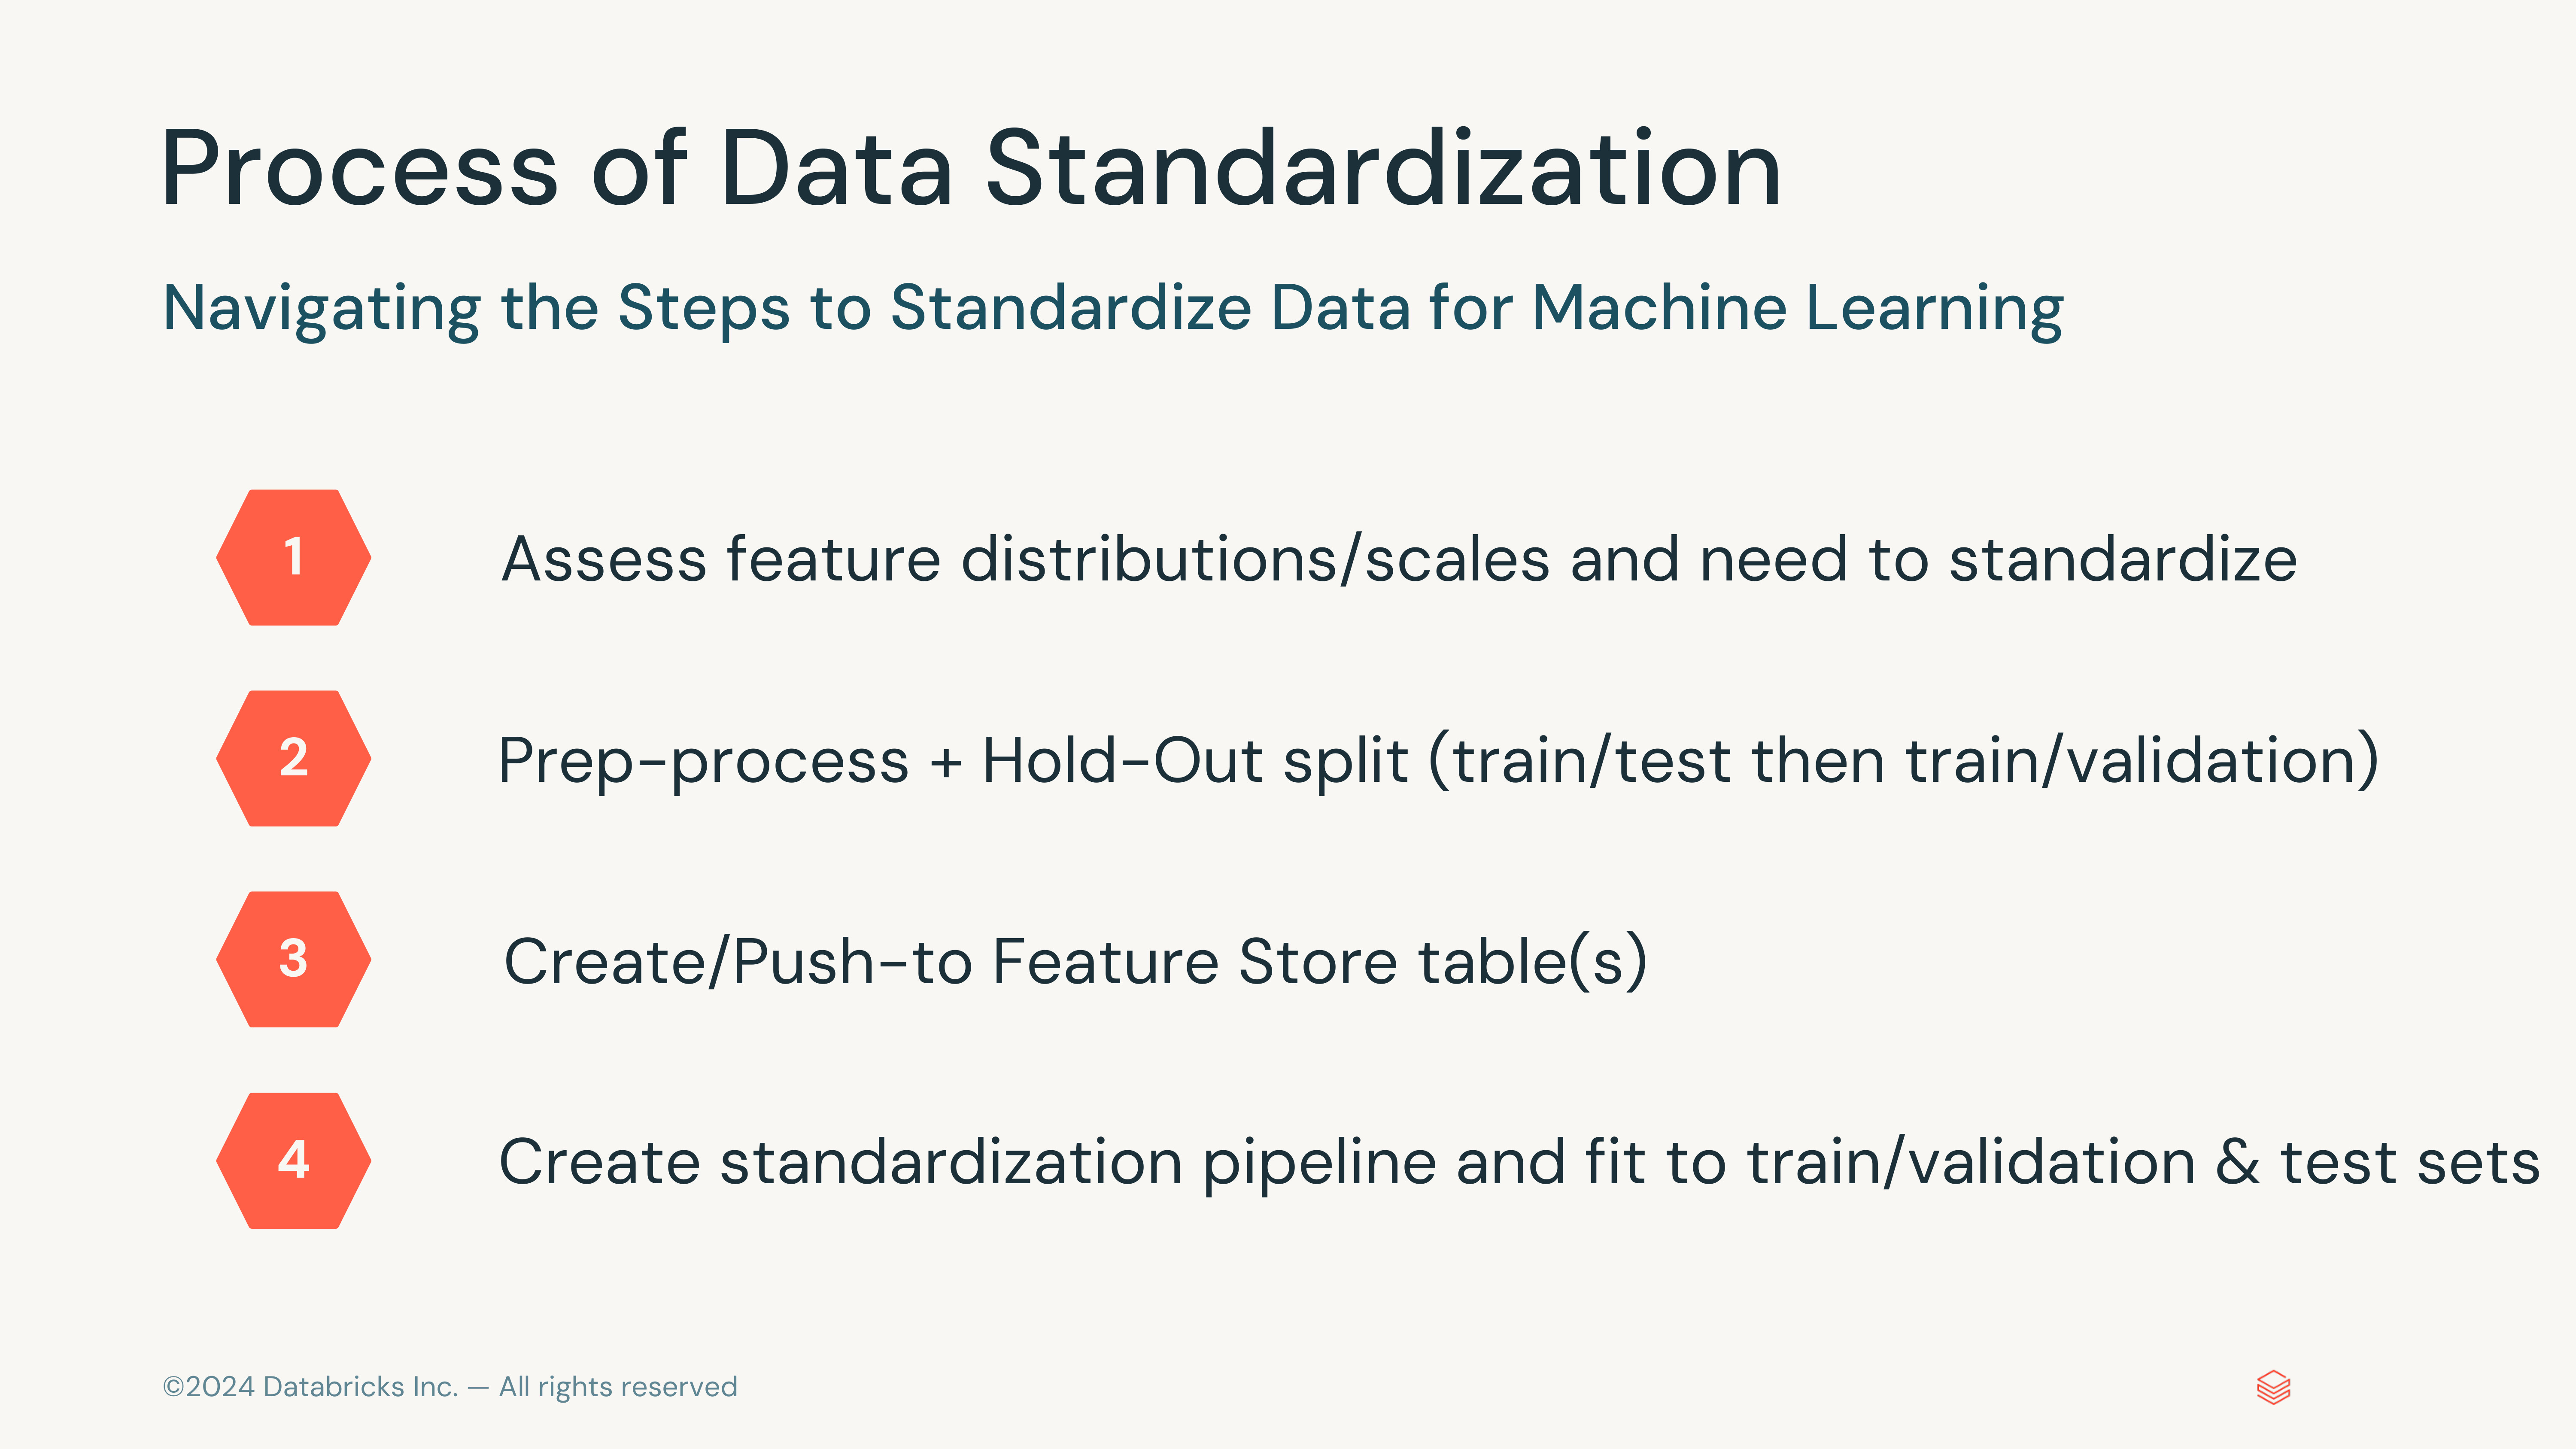 Process of Data Standardization
Navigating the Steps to Standardize Data for Machine Learning
1 Assess feature distributions/scales and need to standardize
2 Prep-process + Hold-Out split (train/test then train/validation)
3 Create/Push-to Feature Store table(s)
4 Create standardization pipeline and fit to train/validation & test sets
©2024 Databricks Inc. — All rights reserved